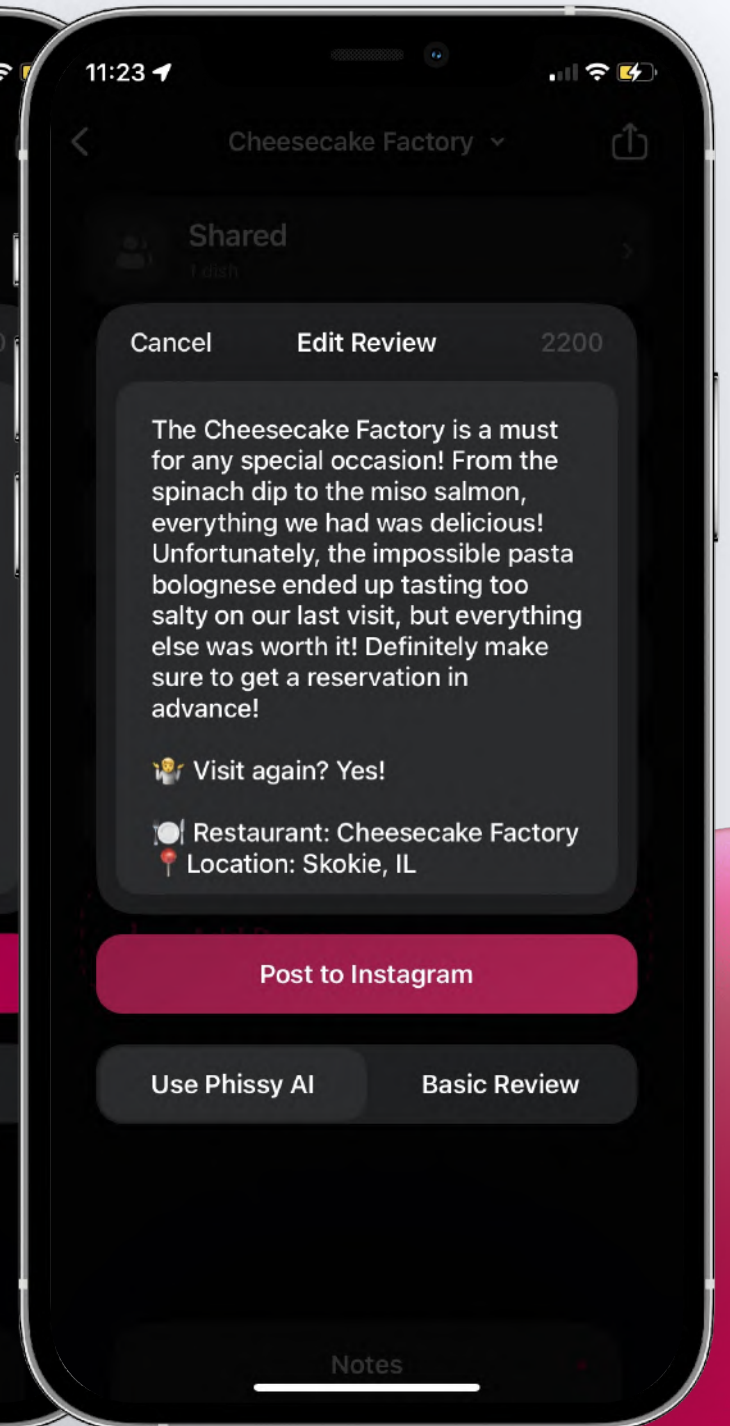 11:23
Cheesecake Factory
Shared
1 dish
Cancel Edit Review 2200
The Cheesecake Factory is a must
for any special occasion! From the
spinach dip to the miso salmon,
everything we had was delicious!
Unfortunately, the impossible pasta
bolognese ended up tasting too
salty on our last visit, but everything
else was worth it! Definitely make
sure to get a reservation in
advance!
🤷 Visit again? Yes!
🍽️ Restaurant: Cheesecake Factory
📍 Location: Skokie, IL
Post to Instagram
Use Phissy AI Basic Review
Notes